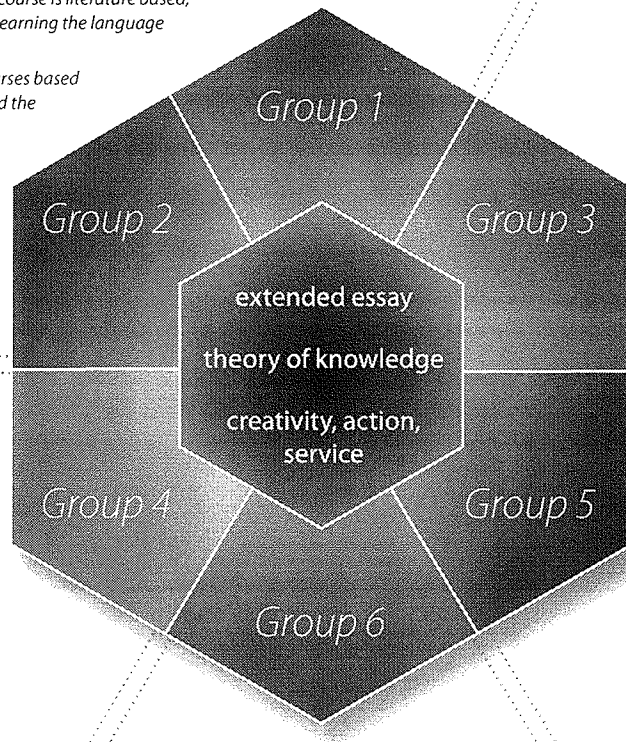 course is literature based,
earning the language
rses based
d the
Group 1
Group 2
Group 3
extended essay
theory of knowledge
creativity, action,
service
Group 4
Group 5
Group 6